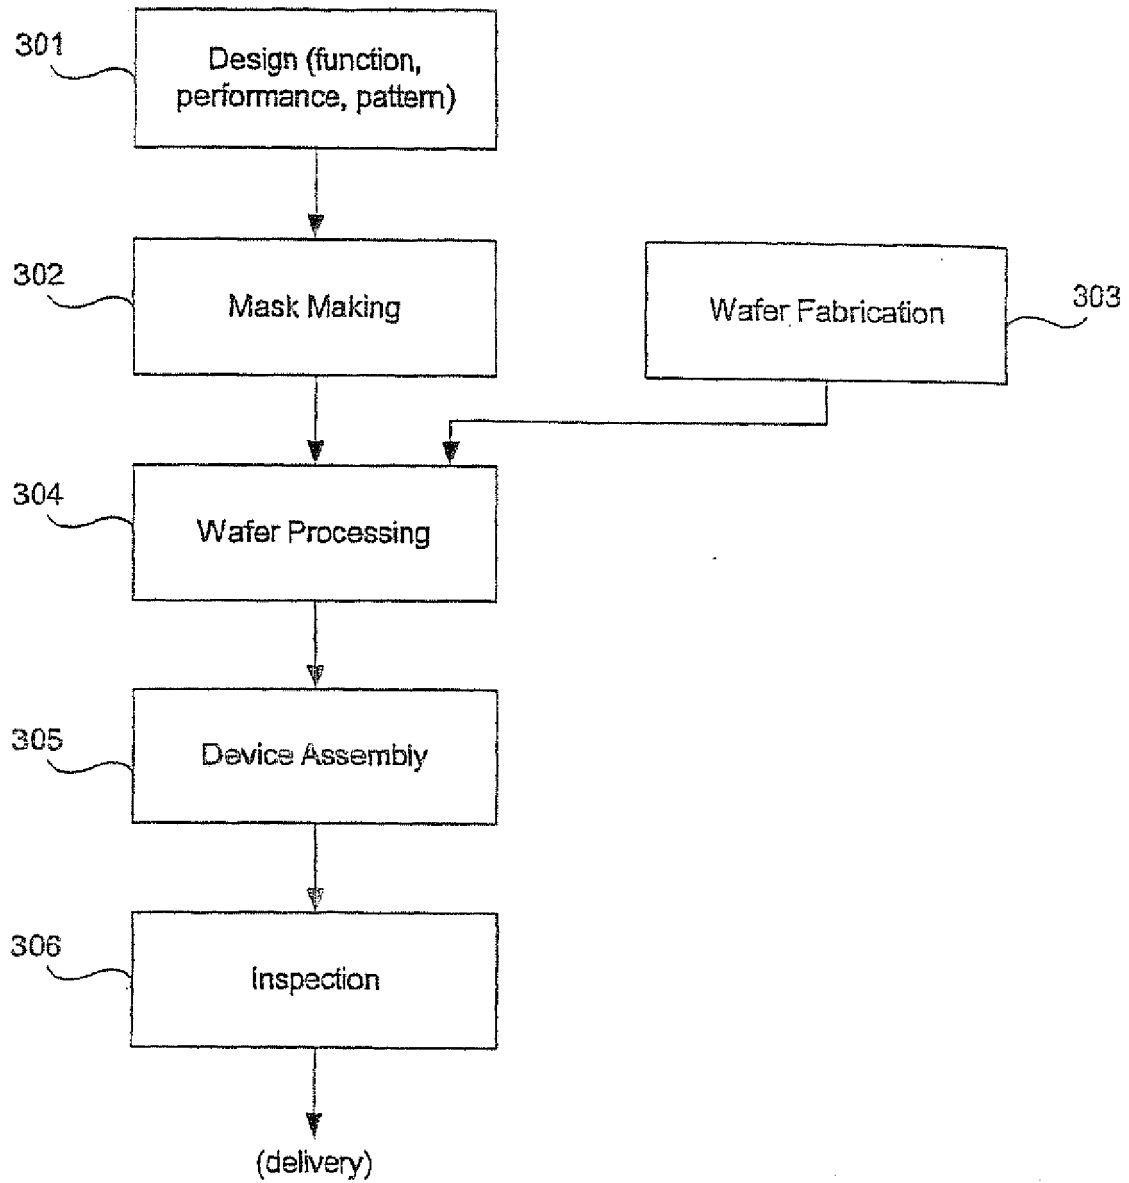 301
Design (function,
performance, pattern)
302
Mask Making
Wafer Fabrication
303
304
Wafer Processing
305
Device Assembly
306
Inspection
(delivery)